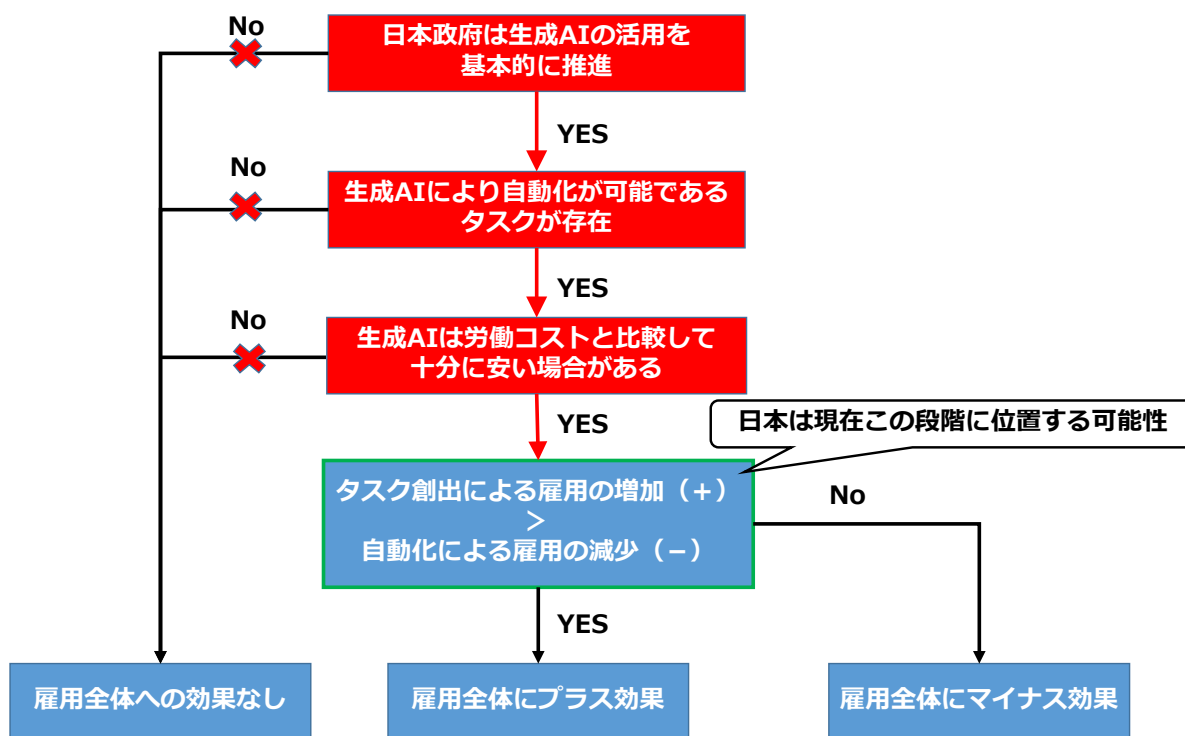 No
日本政府は生成AIの活用を
基本的に推進
YES
No
生成AIにより自動化が可能である
タスクが存在
YES
No
生成AIは労働コストと比較して
十分に安い場合がある
YES
日本は現在この段階に位置する可能性
タスク創出による雇用の増加（＋）
＞
自動化による雇用の減少（－）
No
YES
雇用全体への効果なし
雇用全体にプラス効果
雇用全体にマイナス効果